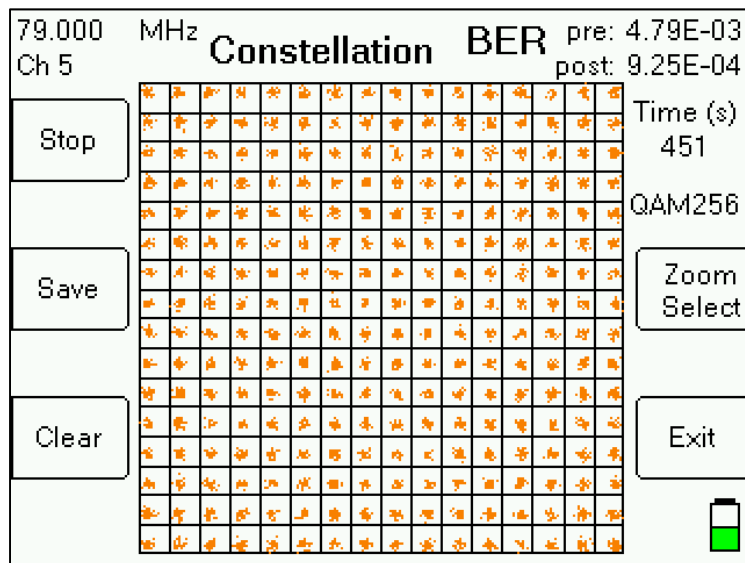 79.000 MHz Constellation BER pre: 4.79E-03
Ch 5 post: 9.25E-04
Stop
Time (s)
451
QAM256
Save
Zoom
Select
Clear
Exit